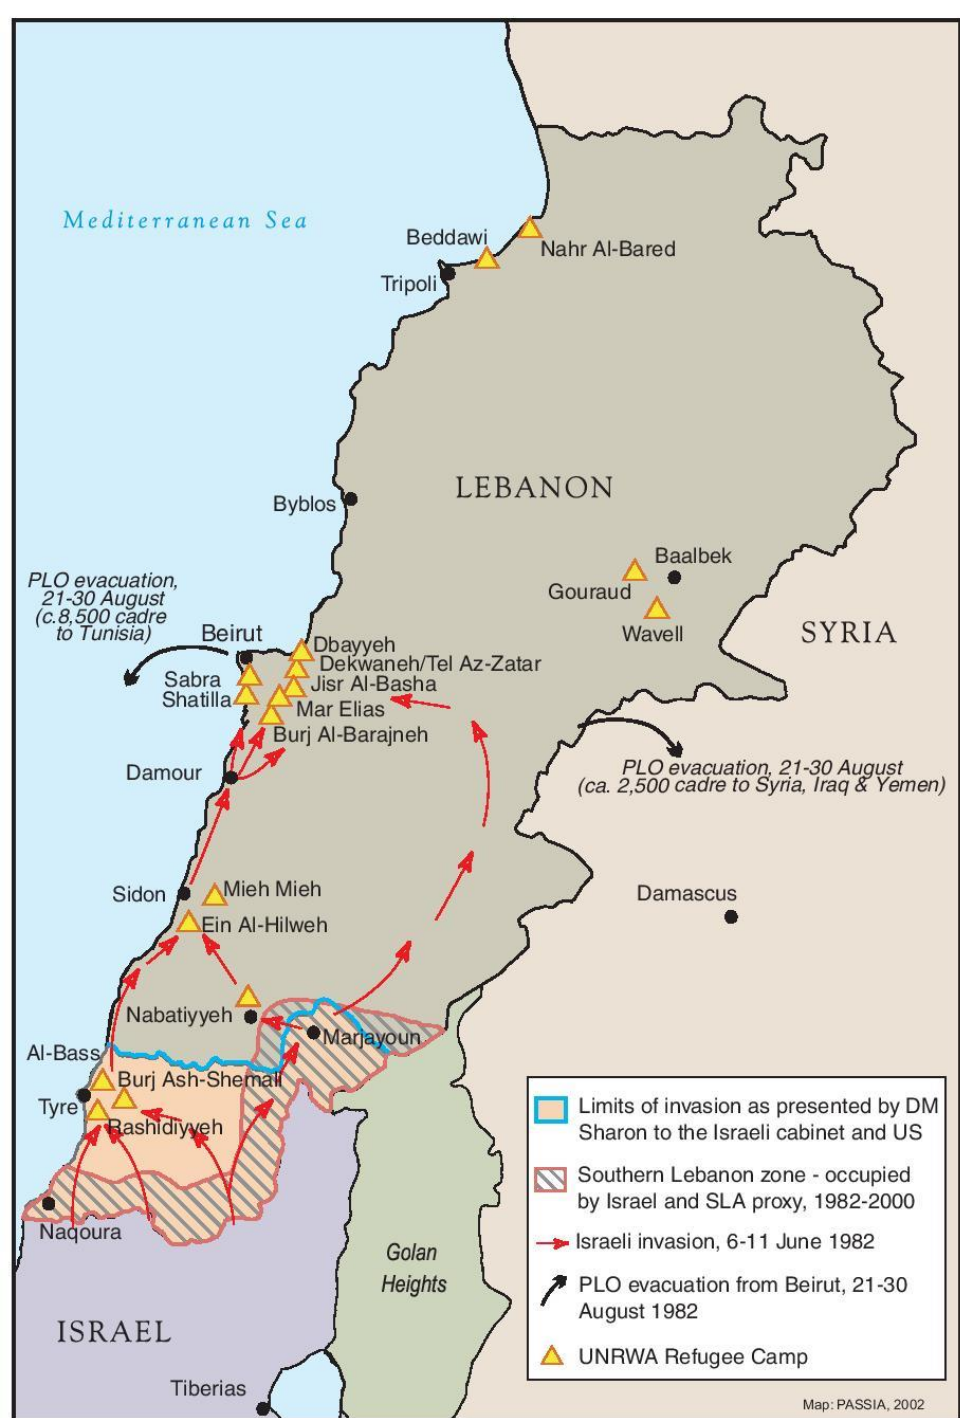 Mediterranean Sea
Beddawi
Nahr Al-Bared
Tripoli
LEBANON
Byblos
Baalbek
Gouraud
Wavell
PLO evacuation,
21-30 August
(c.8,500 cadre
to Tunisia)
SYRIA
Beirut
Dbayyeh
Dekwaneh/Tel Az-Zatar
Sabra
Jisr Al-Basha
Shatilla
Mar Elias
Burj Al-Barajneh
Damour
PLO evacuation, 21-30 August
(ca. 2,500 cadre to Syria, Iraq & Yemen)
Sidon
Mieh Mieh
Damascus
Ein Al-Hilweh
Nabatiyyeh
Marjayoun
Al-Bass
Burj Ash-Shemali
Tyre
Rashidiyyeh
Naqoura
Golan
Heights
ISRAEL
Tiberias
Limits of invasion as presented by DM
Sharon to the Israeli cabinet and US
Southern Lebanon zone - occupied
by Israel and SLA proxy, 1982-2000
Israeli invasion, 6-11 June 1982
PLO evacuation from Beirut, 21-30
August 1982
UNRWA Refugee Camp
Map: PASSIA, 2002